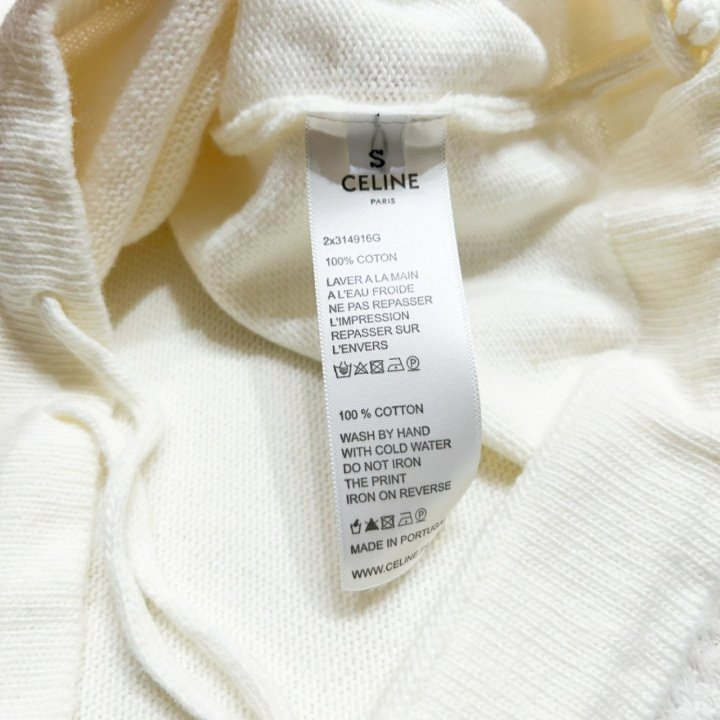 S
CELINE
PARIS
2x314916G
100% COTON
LAVER A LA MAIN
A L'EAU FROIDE
NE PAS REPASSER
L'IMPRESSION
REPASSER SUR
L'ENVERS
100 % COTTON
WASH BY HAND
WITH COLD WATER
DO NOT IRON
THE PRINT
IRON ON REVERSE
MADE IN PORTUGA
WWW.CELINE.